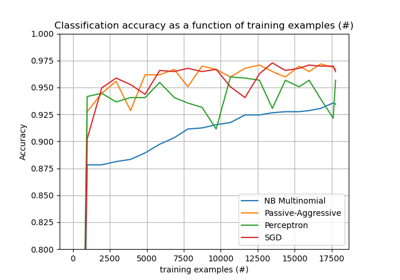 Classification accuracy as a function of training examples (#)
1.000
0.975
0.950
0.925
0.900
0.875
0.850
0.825
0.800
Accuracy
NB Multinomial
Passive-Aggressive
Perceptron
SGD
0 2500 5000 7500 10000 12500 15000 17500
training examples (#)